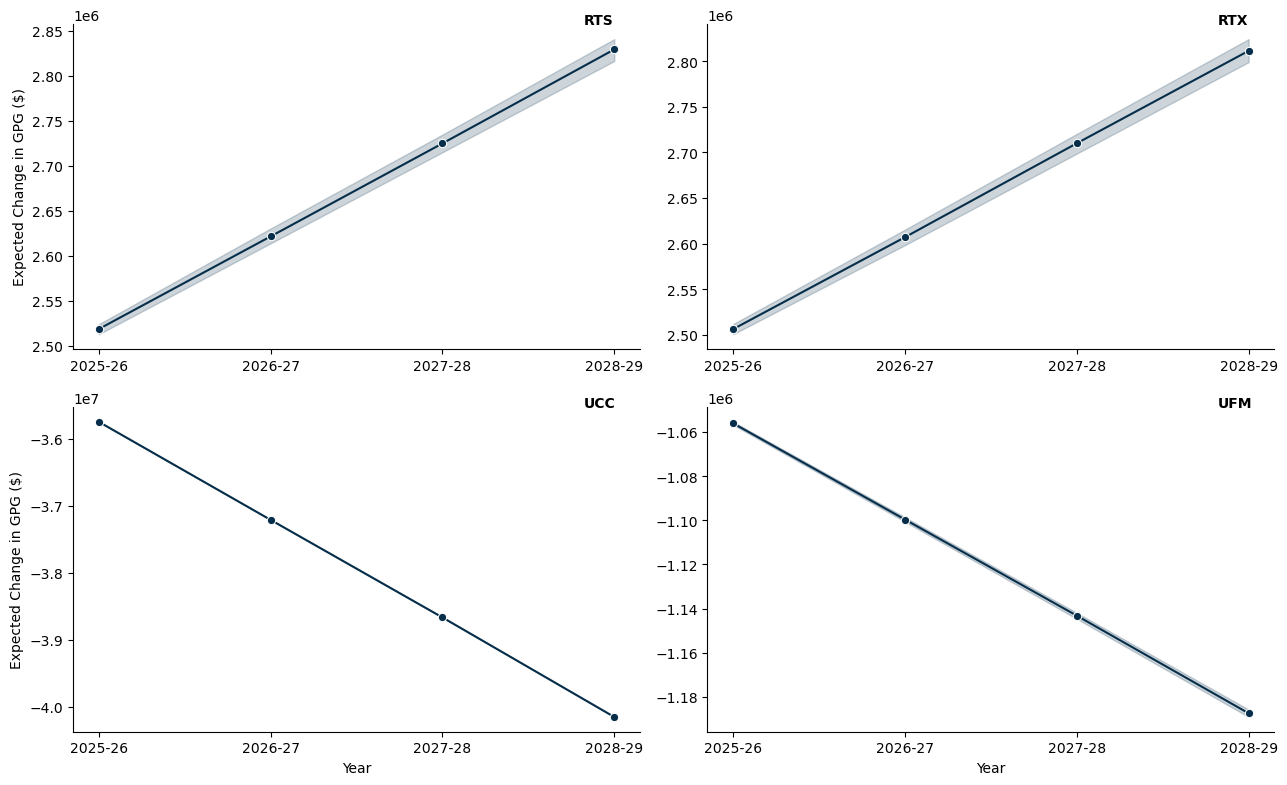 1e6
RTS
2.85
2.80
2.75
2.70
2.65
2.60
2.55
2.50
Expected Change in GPG ($)
2025-26 2026-27 2027-28 2028-29
1e6
RTX
2.80
2.75
2.70
2.65
2.60
2.55
2.50
2025-26 2026-27 2027-28 2028-29
1e7
UCC
−3.6
−3.7
−3.8
−3.9
−4.0
Expected Change in GPG ($)
2025-26 2026-27 2027-28 2028-29
Year
1e6
UFM
−1.06
−1.08
−1.10
−1.12
−1.14
−1.16
−1.18
2025-26 2026-27 2027-28 2028-29
Year